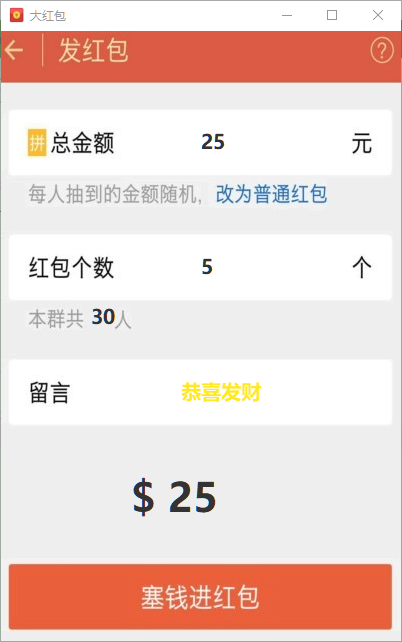 大红包
发红包
拼 总金额 25 元
每人抽到的金额随机，改为普通红包
红包个数 5 个
本群共 30人
留言 恭喜发财
$ 25
塞钱进红包